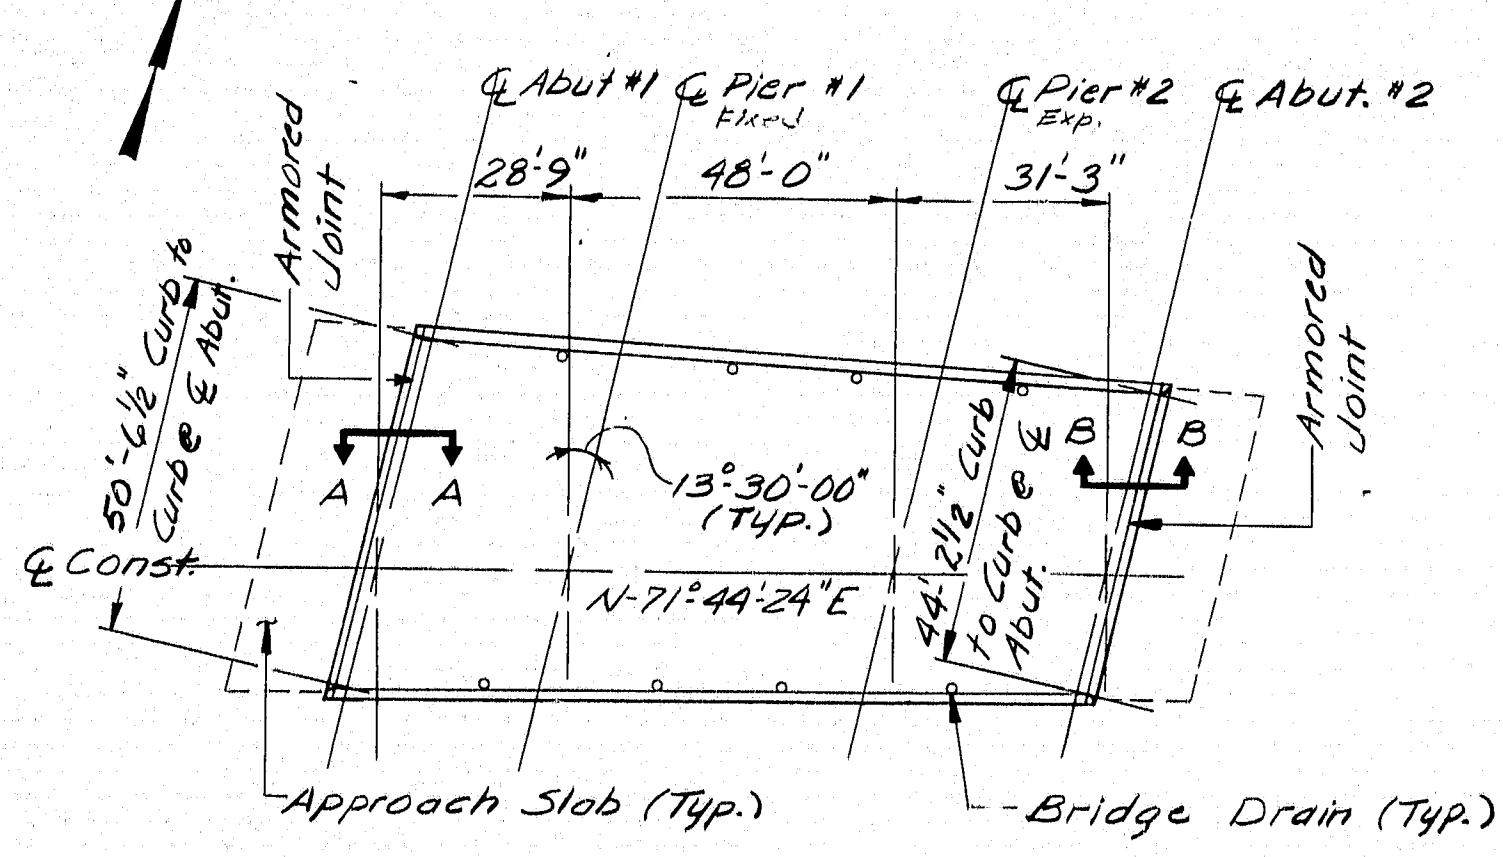 ℄ Abut #1
℄ Pier #1
Fixed
℄ Pier #2
Exp.
℄ Abut. #2
28'-9"
48'-0"
31'-3"
Armored
Joint
50'-6½" Curb to
Curb @ ℄ Abut.
Armored
Joint
A
A
13°-30'-00"
(Typ.)
44'-2½" Curb
to Curb @ ℄
Abut.
B
B
℄ Const.
N-71°-44'-24"E
Approach Slab (Typ.)
Bridge Drain (Typ.)